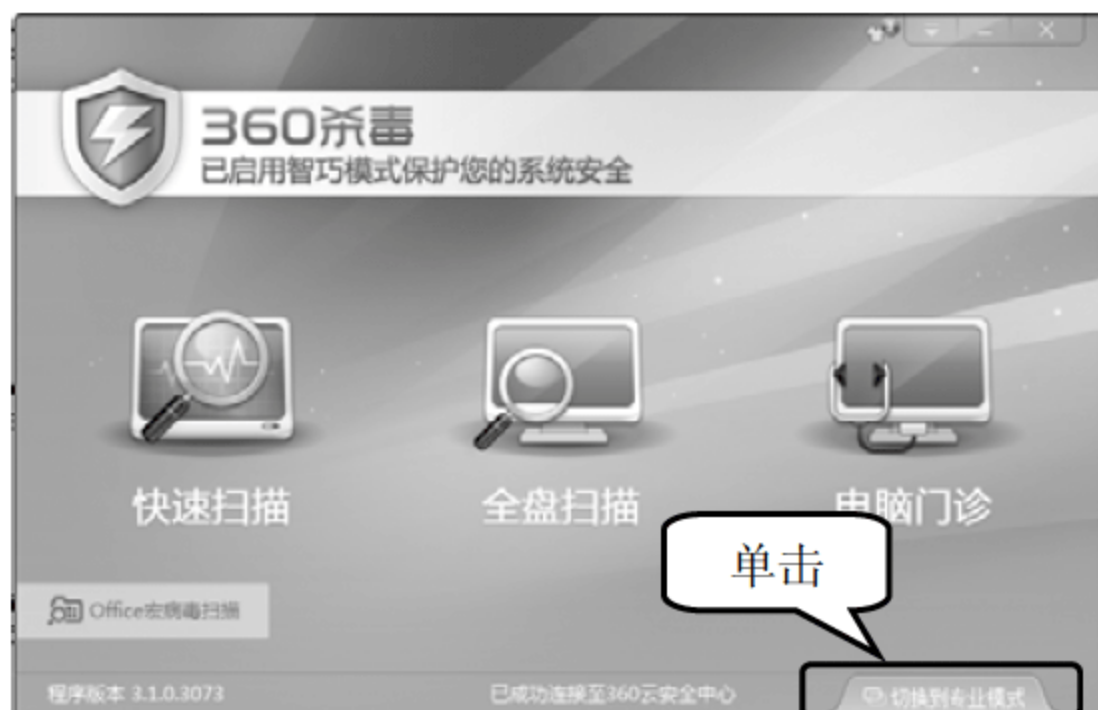 360杀毒
已启用智巧模式保护您的系统安全
快速扫描
全盘扫描
电脑门诊
单击
Office宏病毒扫描
程序版本 3.1.0.3073
已成功连接至360云安全中心
切换到专业模式